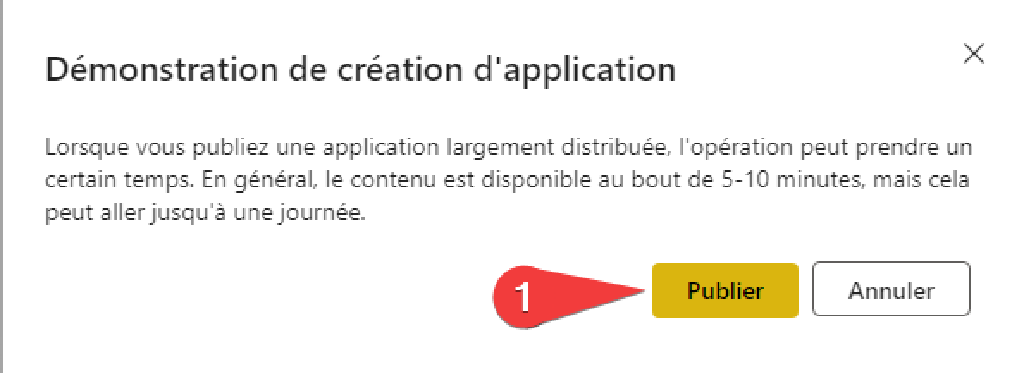 Démonstration de création d'application
Lorsque vous publiez une application largement distribuée, l'opération peut prendre un
certain temps. En général, le contenu est disponible au bout de 5-10 minutes, mais cela
peut aller jusqu'à une journée.
1 Publier Annuler